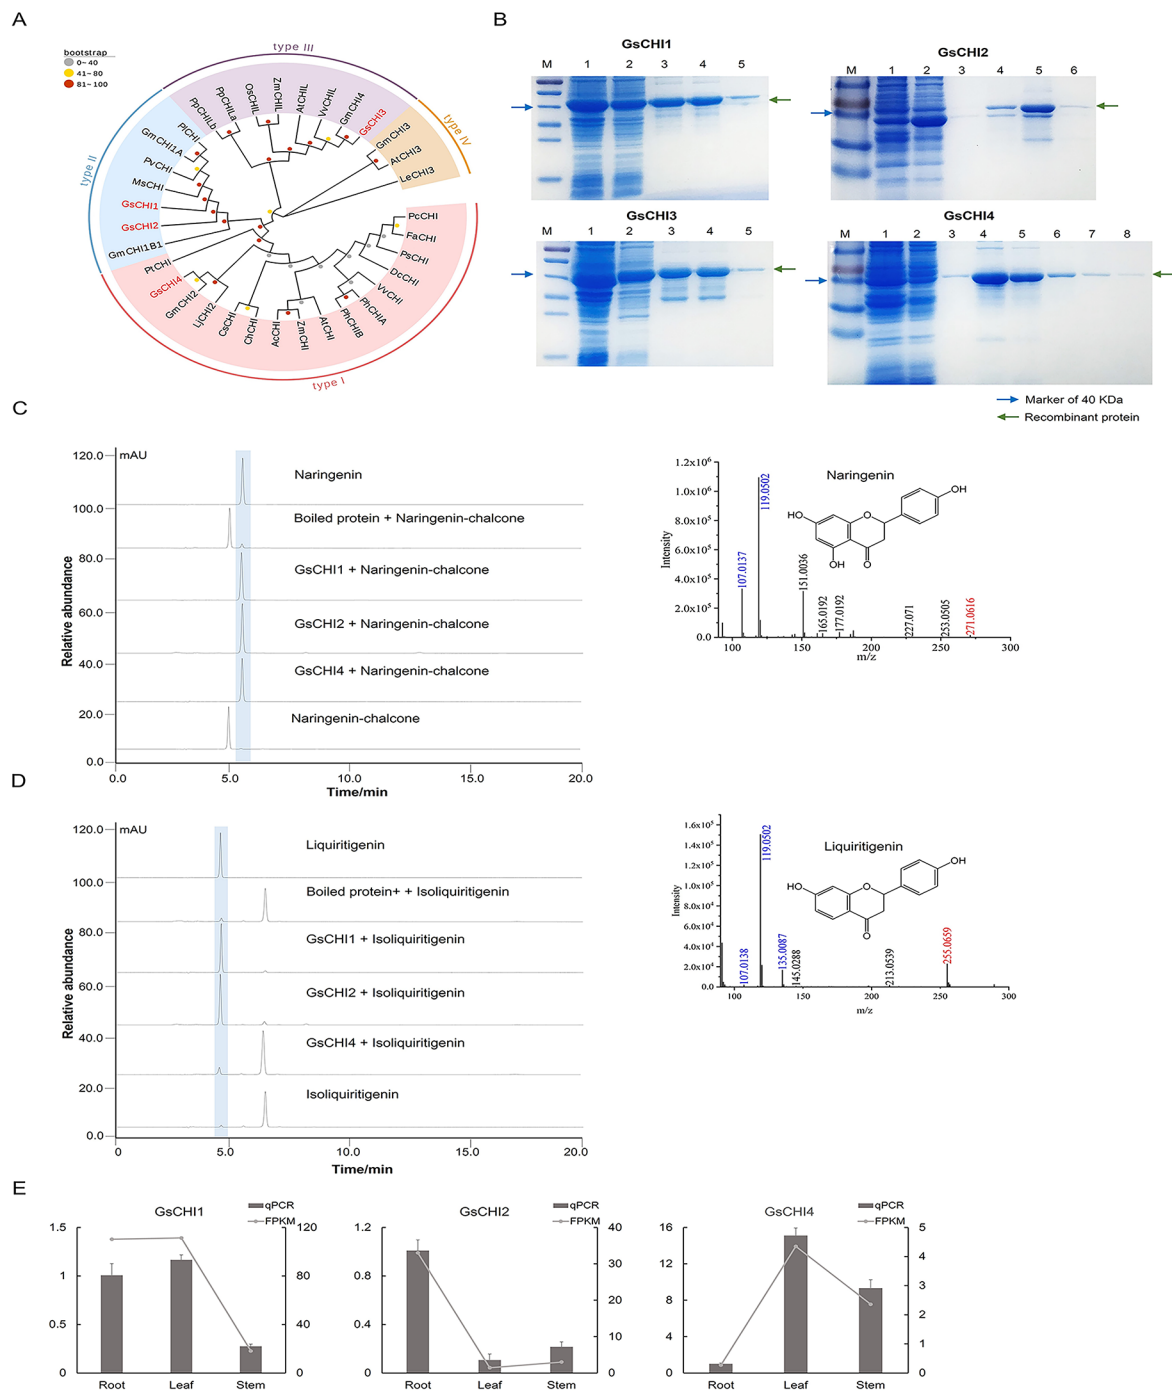 A
bootstrap
0~ 40
41~ 80
81~ 100
type III
type IV
type II
type I
PpCHILb
PpCHILa
OsCHIL
ZmCHIL
AtCHIL
VvCHIL
GmCHI4
GsCHI3
GmCHI3
AtCHI3
LeCHI3
PlCHI
GmCHI1A
PvCHI
MsCHI
GsCHI1
GsCHI2
GmCHI1B1
PtCHI
GsCHI4
GmCHI2
LjCHI2
CsCHI
ChCHI
AcCHI
ZmCHI
AtCHI
PhCHIB
PhCHIA
VvCHI
DcCHI
PsCHI
FaCHI
PcCHI
B
GsCHI1
M 1 2 3 4 5
GsCHI2
M 1 2 3 4 5 6
GsCHI3
M 1 2 3 4 5
GsCHI4
M 1 2 3 4 5 6 7 8
Marker of 40 KDa
Recombinant protein
C
120.0
100.0
80.0
60.0
40.0
20.0
0.0
mAU
Relative abundance
Naringenin
Boiled protein + Naringenin-chalcone
GsCHI1 + Naringenin-chalcone
GsCHI2 + Naringenin-chalcone
GsCHI4 + Naringenin-chalcone
Naringenin-chalcone
0.0 5.0 10.0 15.0 20.0
Time/min
1.2x10⁶
1.0x10⁶
8.0x10⁵
6.0x10⁵
4.0x10⁵
2.0x10⁵
0.0
Intensity
Naringenin
OH
HO
O
OH
O
107.0137
119.0502
151.0036
165.0192
177.0192
227.071
253.0505
271.0616
100 150 200 250 300
m/z
D
120.0
100.0
80.0
60.0
40.0
20.0
0.0
mAU
Relative abundance
Liquiritigenin
Boiled protein+ + Isoliquiritigenin
GsCHI1 + Isoliquiritigenin
GsCHI2 + Isoliquiritigenin
GsCHI4 + Isoliquiritigenin
Isoliquiritigenin
0 5.0 10.0 15.0 20.0
Time/min
1.6x10⁵
1.4x10⁵
1.2x10⁵
1.0x10⁵
8.0x10⁴
6.0x10⁴
4.0x10⁴
2.0x10⁴
0.0
Intensity
Liquiritigenin
OH
HO
O
O
107.0138
119.0502
135.0087
145.0288
213.0539
255.0659
100 150 200 250 300
m/z
E
GsCHI1
qPCR
FPKM
1.5
1
0.5
0
120
80
40
0
Root Leaf Stem
GsCHI2
qPCR
FPKM
1.2
0.8
0.4
0
40
30
20
10
0
Root Leaf Stem
GsCHI4
qPCR
FPKM
16
12
8
4
0
5
4
3
2
1
0
Root Leaf Stem